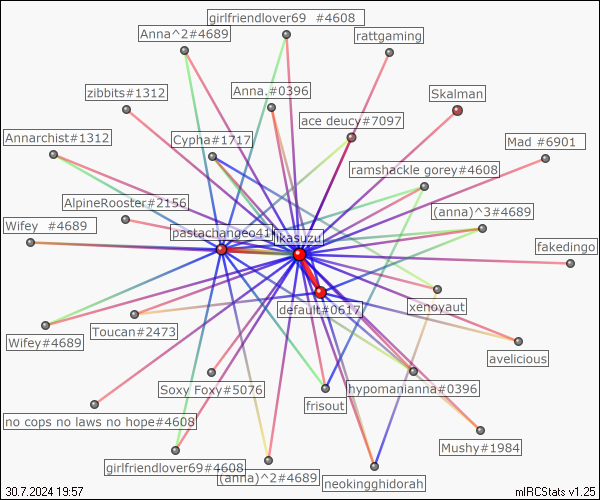 girlfriendlover69  #4608
Anna^2#4689
rattgaming
zibbits#1312
Anna.#0396
Skalman
ace deucy#7097
Annarchist#1312
Cypha#1717
Mad #6901
ramshackle gorey#4608
AlpineRooster#2156
(anna)^3#4689
Wifey  #4689
pastachangeo41
ikasuzu
fakedingo
default#0617
xenoyaut
Toucan#2473
Wifey#4689
avelicious
Soxy Foxy#5076
hypomanianna#0396
frisout
no cops no laws no hope#4608
Mushy#1984
girlfriendlover69#4608
(anna)^2#4689
neokingghidorah
30.7.2024 19:57
mIRCStats v1.25